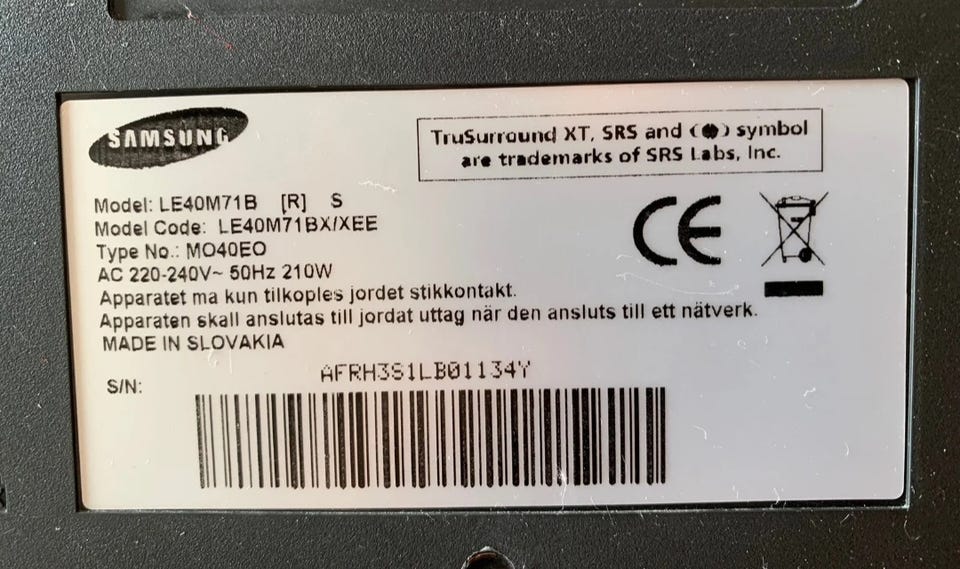 SAMSUNG
TruSurround XT, SRS and (●) symbol
are trademarks of SRS Labs, Inc.
Model: LE40M71B [R] S
Model Code: LE40M71BX/XEE
Type No.: MO40EO
AC 220-240V~ 50Hz 210W
Apparatet ma kun tilkoples jordet stikkontakt.
Apparaten skall anslutas till jordat uttag när den ansluts till ett nätverk.
MADE IN SLOVAKIA
S/N: AFRH3S1LB01134Y
CE